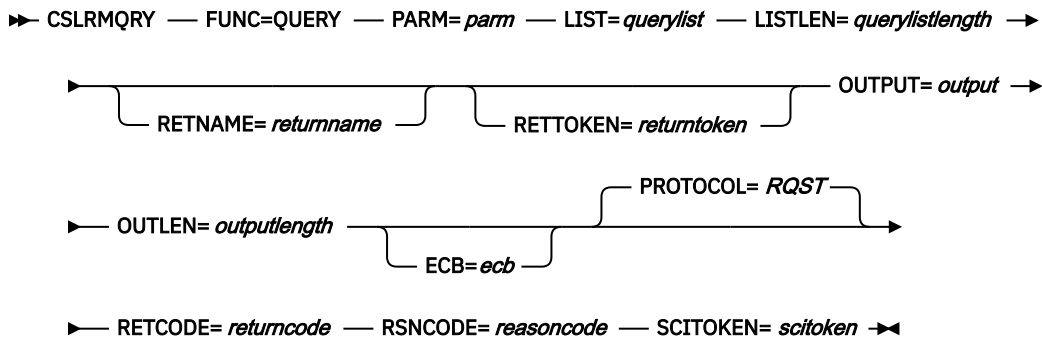 CSLRMQRY FUNC=QUERY PARM= parm LIST= querylist LISTLEN= querylistlength
OUTPUT= output
RETNAME= returnname RETTOKEN= returntoken
PROTOCOL= RQST
OUTLEN= outputlength
ECB= ecb
RETCODE= returncode RSNCODE= reasoncode SCITOKEN= scitoken